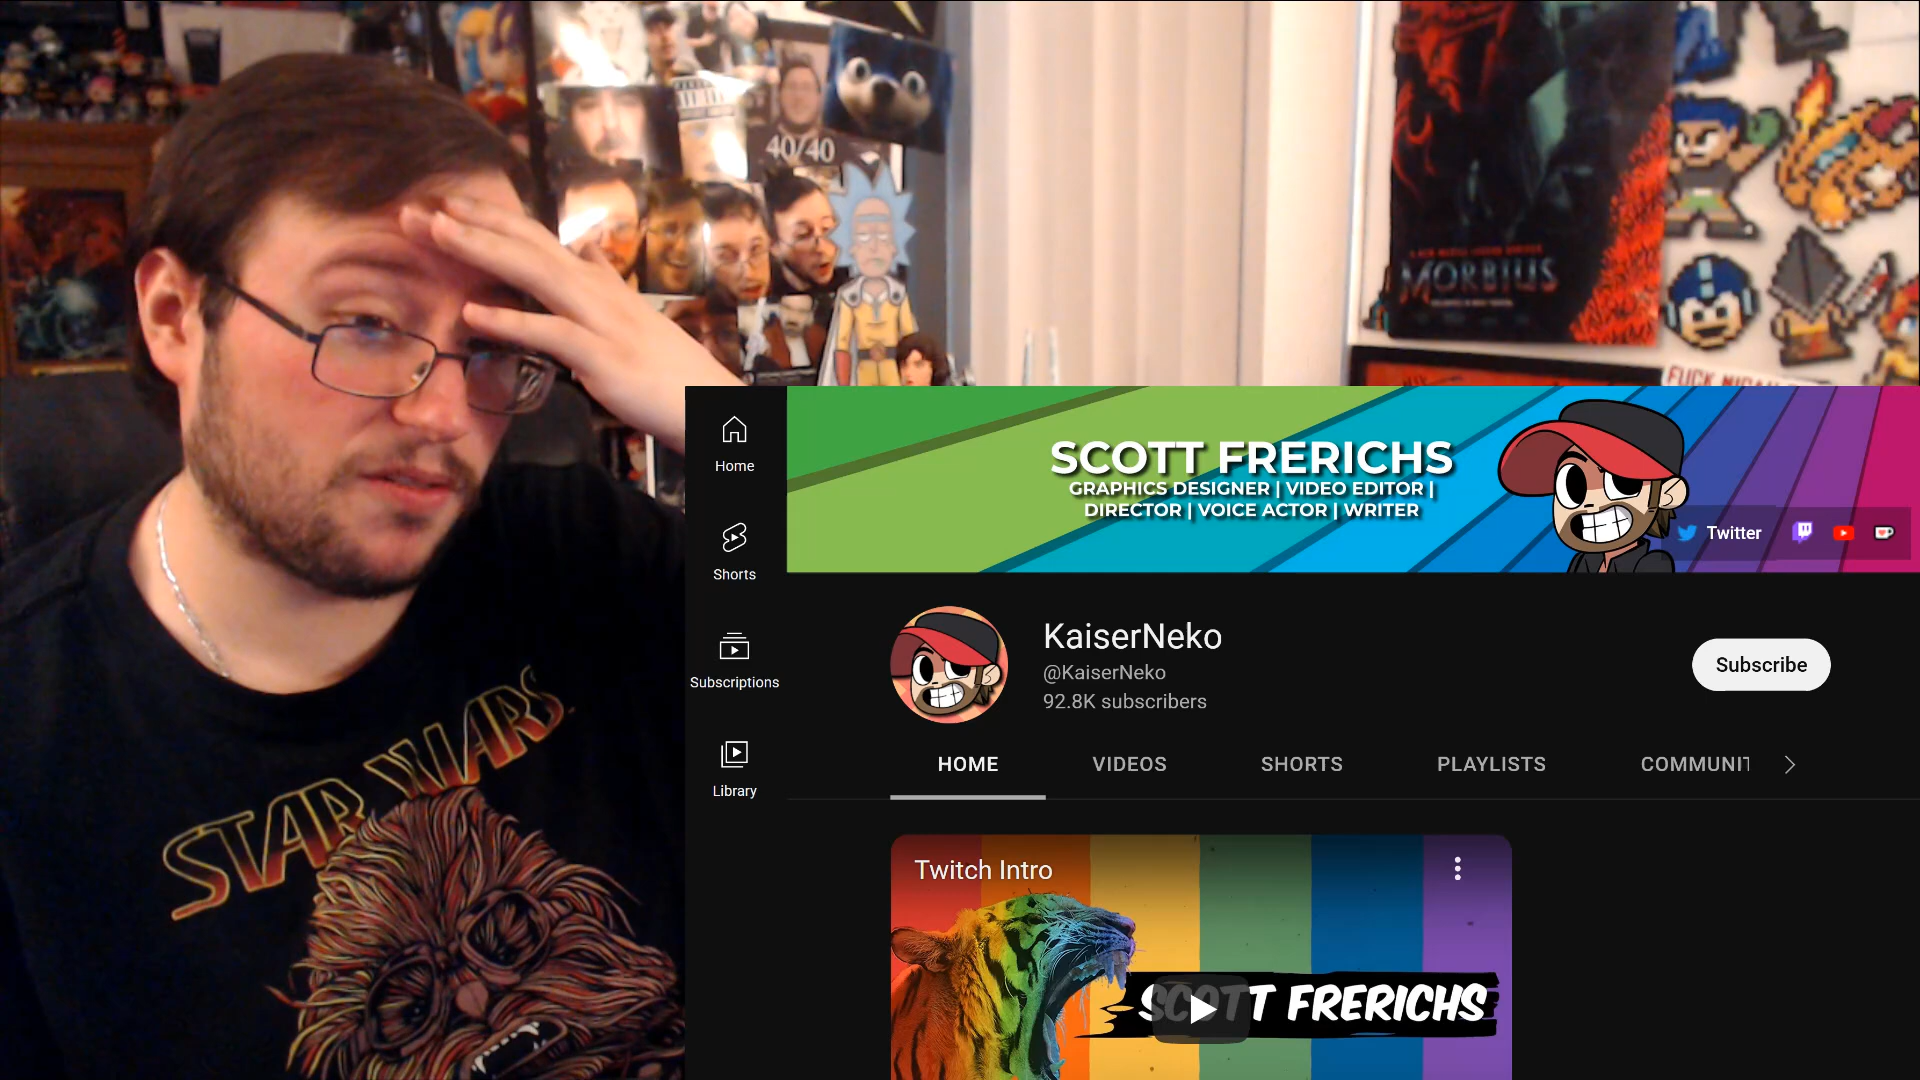 40/40
MORBIUS
STAR WARS
Home
Shorts
Subscriptions
Library
SCOTT FRERICHS
GRAPHICS DESIGNER | VIDEO EDITOR |
DIRECTOR | VOICE ACTOR | WRITER
Twitter
KaiserNeko
@KaiserNeko
92.8K subscribers
Subscribe
HOME VIDEOS SHORTS PLAYLISTS COMMUNIT
Twitch Intro
SCOTT FRERICHS